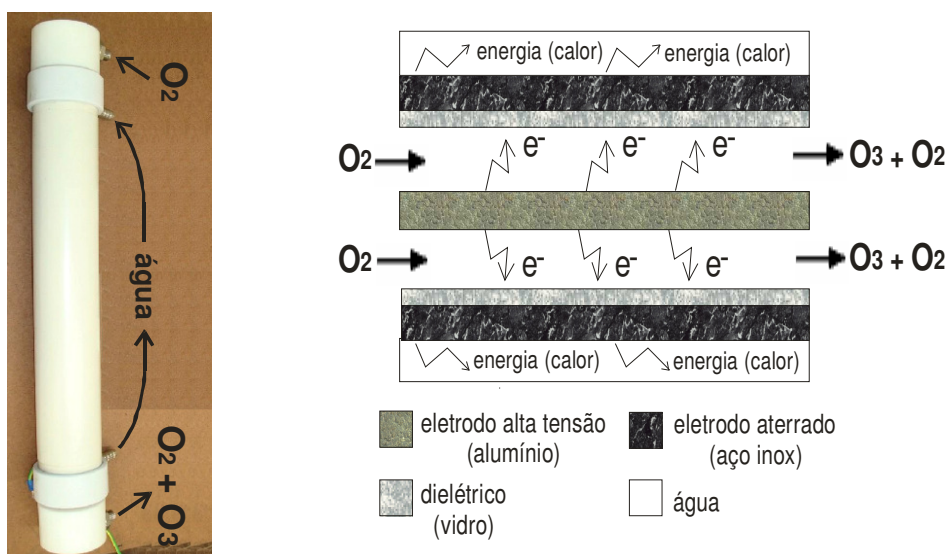 O2
água
O2 + O3
energia (calor) energia (calor)
e- e- e-
O2 O3 + O2
O2 O3 + O2
e- e- e-
energia (calor) energia (calor)
eletrodo alta tensão
(alumínio)
eletrodo aterrado
(aço inox)
dielétrico
(vidro)
água